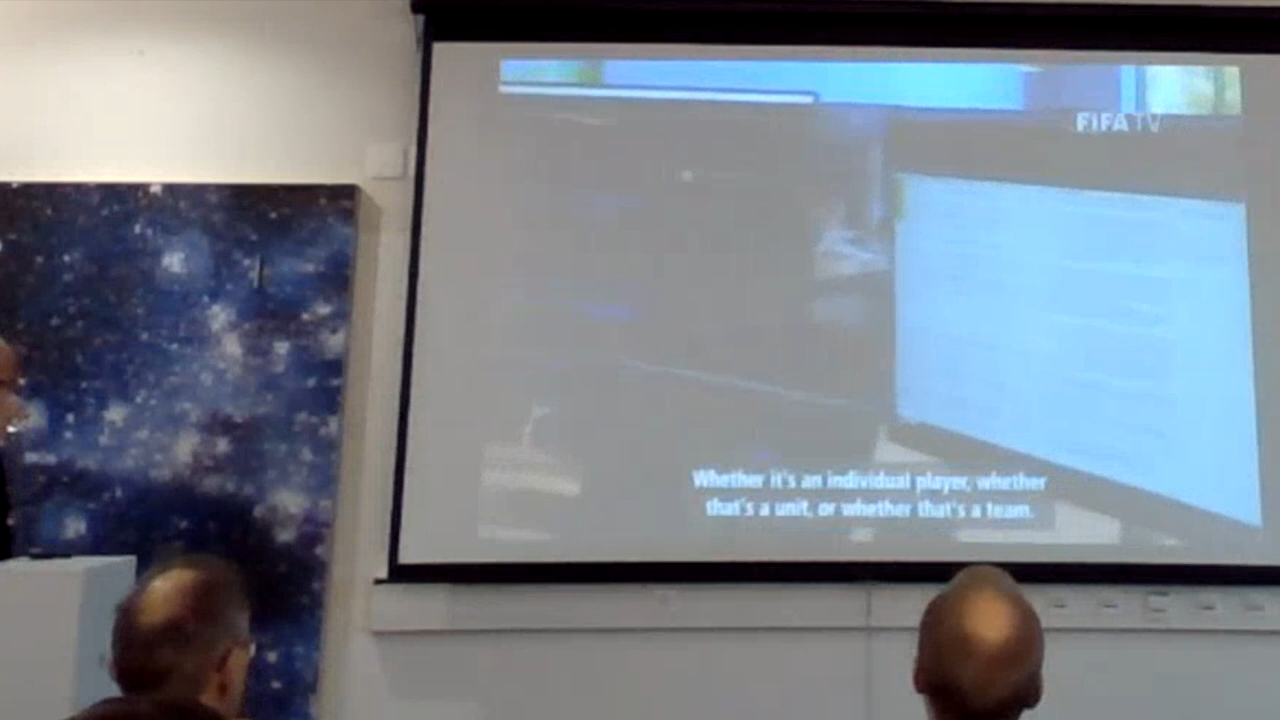 FIFA TV
Whether it's an individual player, whether
that's a unit, or whether that's a team.